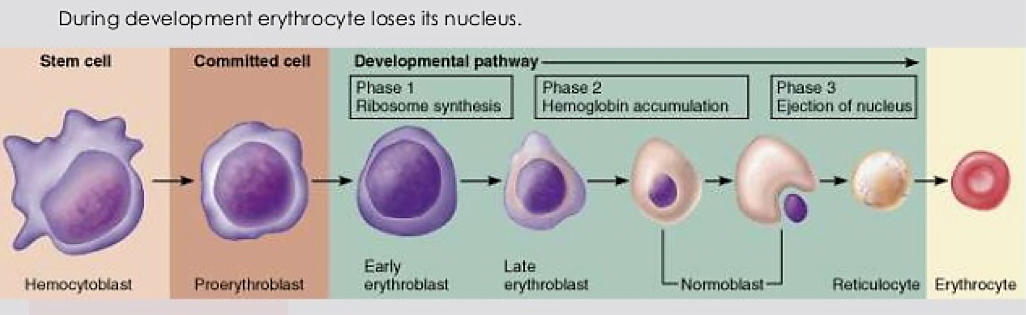 During development erythrocyte loses its nucleus.
Stem cell
Committed cell
Developmental pathway
Phase 1
Ribosome synthesis
Phase 2
Hemoglobin accumulation
Phase 3
Ejection of nucleus
Hemocytoblast
Proerythroblast
Early
erythroblast
Late
erythroblast
Normoblast
Reticulocyte
Erythrocyte